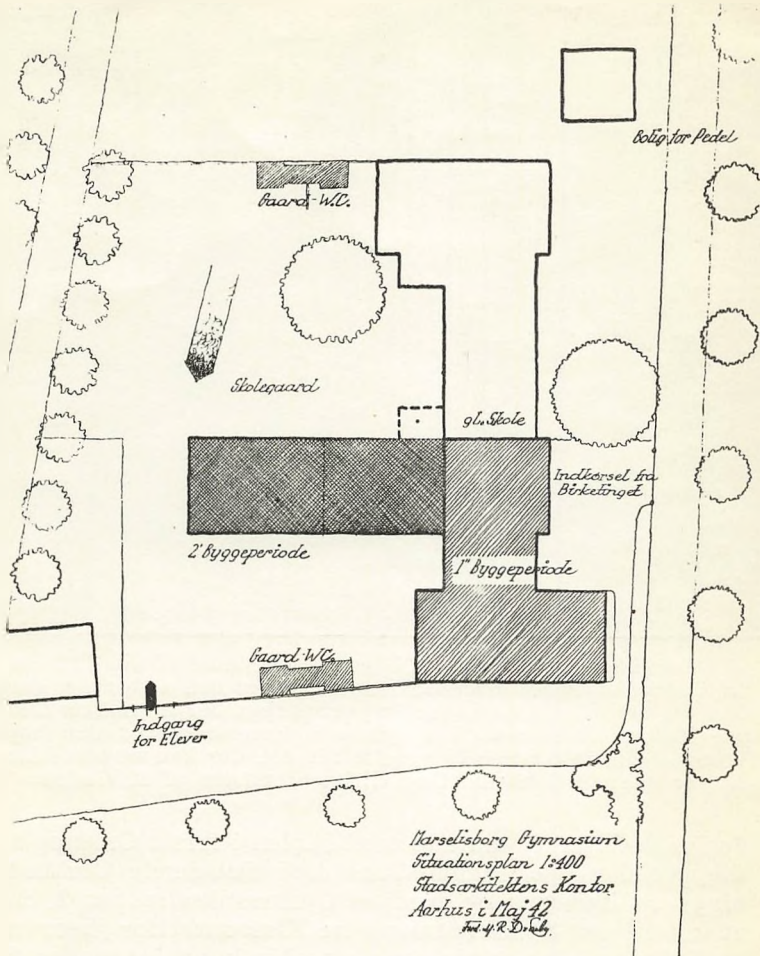 Bolig for Pedel
Gaard-W.C.
Skolegaard
gl. Skole
Indkørsel fra
Birketinget
2' Byggeperiode
1" Byggeperiode
Gaard-WC.
Indgang
for Elever
Marselisborg Gymnasium
Situationsplan 1:400
Stadsarkitektens Kontor
Aarhus i Maj 42